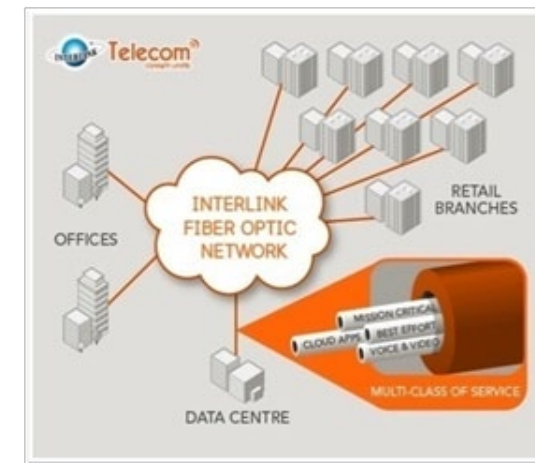 INTERLINK
Telecom
INTERLINK
FIBER OPTIC
NETWORK
OFFICES
RETAIL
BRANCHES
MISSION CRITICAL
BEST EFFORT
CLOUD APPS
VOICE & VIDEO
MULTI-CLASS OF SERVICE
DATA CENTRE